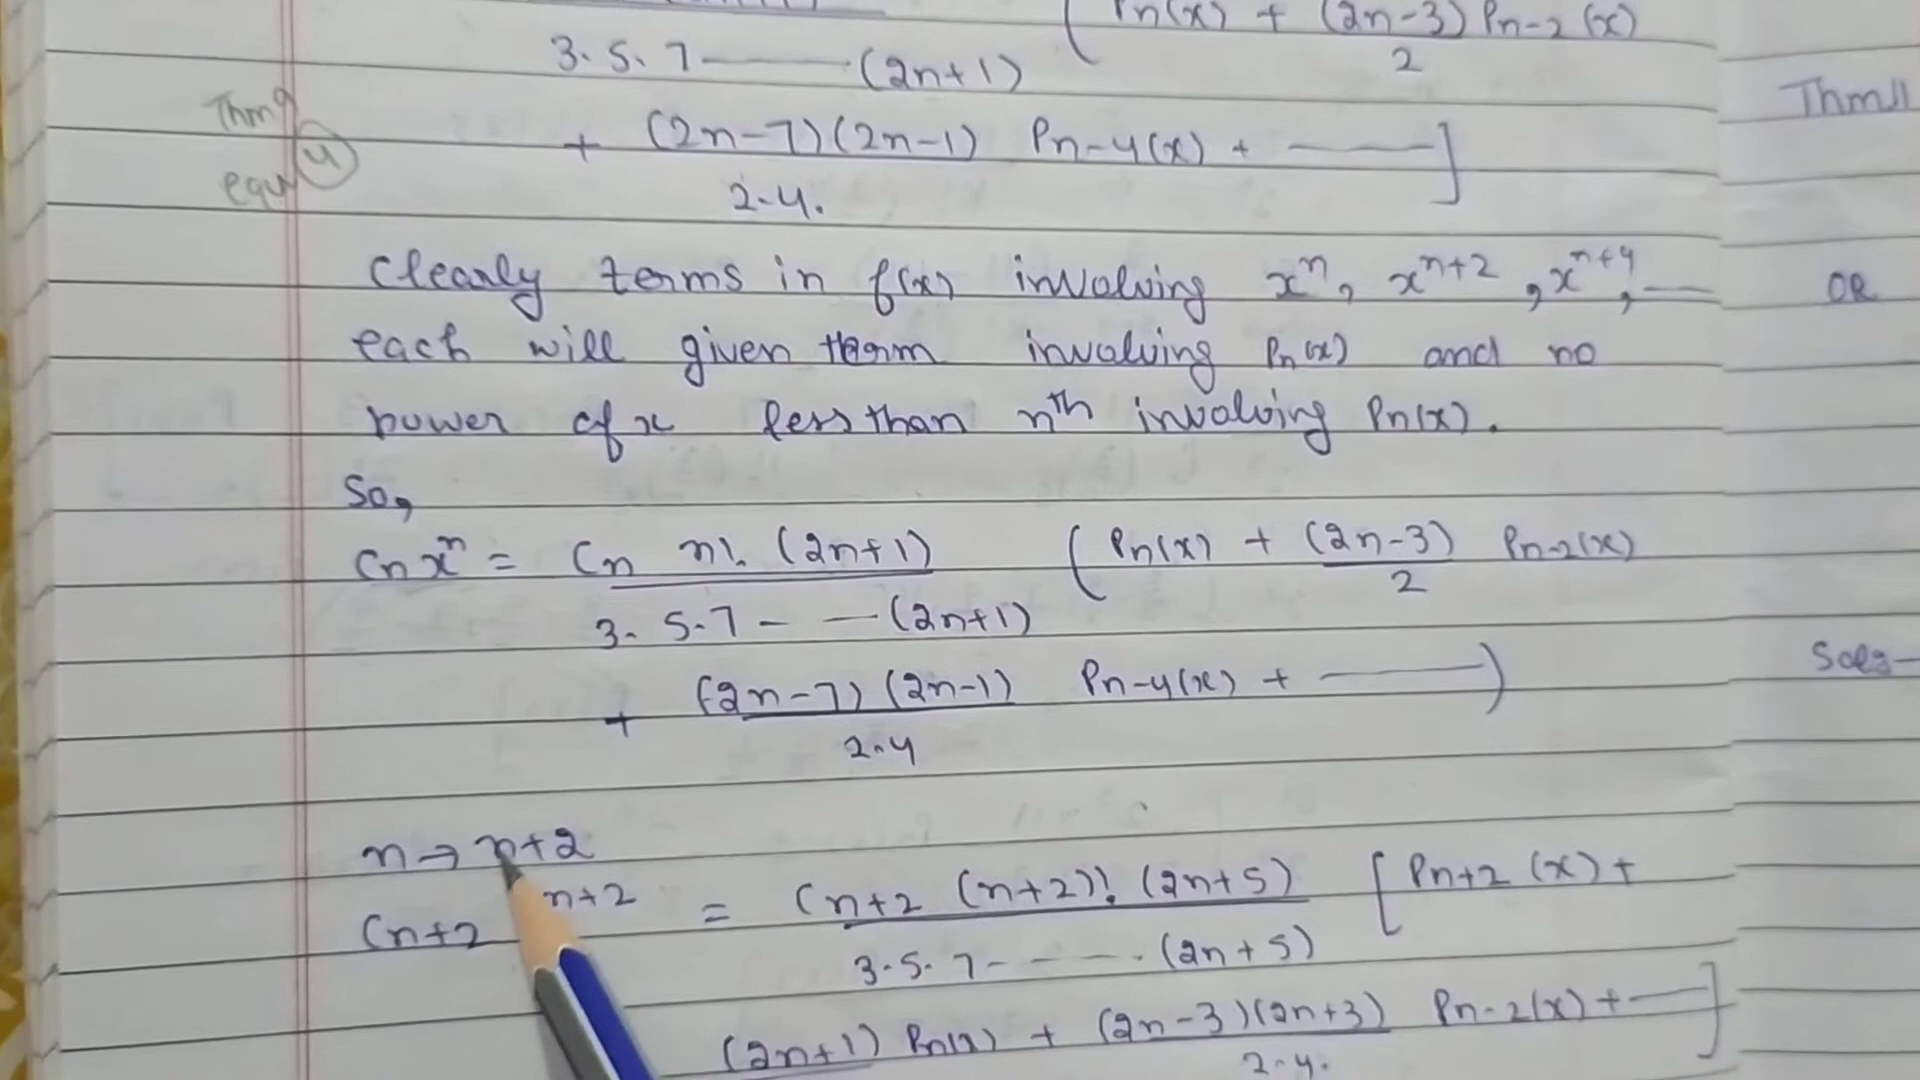 Pn(x) + (2n-3) Pn-2 (x)
3. 5. 7 —— (2n+1) 2
Thm 9
Thm 11
+ (2n-7)(2n-1) Pn-4(x) + —— ]
equ 4
2.4.
Clearly terms in f(x) involving xⁿ, xⁿ⁺², xⁿ⁺⁴, —
OR
each will given term involving Pn(x) and no
power of x less than nth involving Pn(x).
So,
Cn xⁿ = Cn n!. (2n+1) ( Pn(x) + (2n-3) Pn-2(x)
2
3. 5.7 - — (2n+1)
Sol:-
+ (2n-7) (2n-1) Pn-4(x) + —— )
2.4
n → n+2
Cn+2 n+2 = Cn+2 (n+2)! (2n+5) [ Pn+2 (x) +
3.5.7 - - - . (2n+5)
(2n+1) Pn(x) + (2n-3)(2n+3) Pn-2(x) + — ]
2.4.